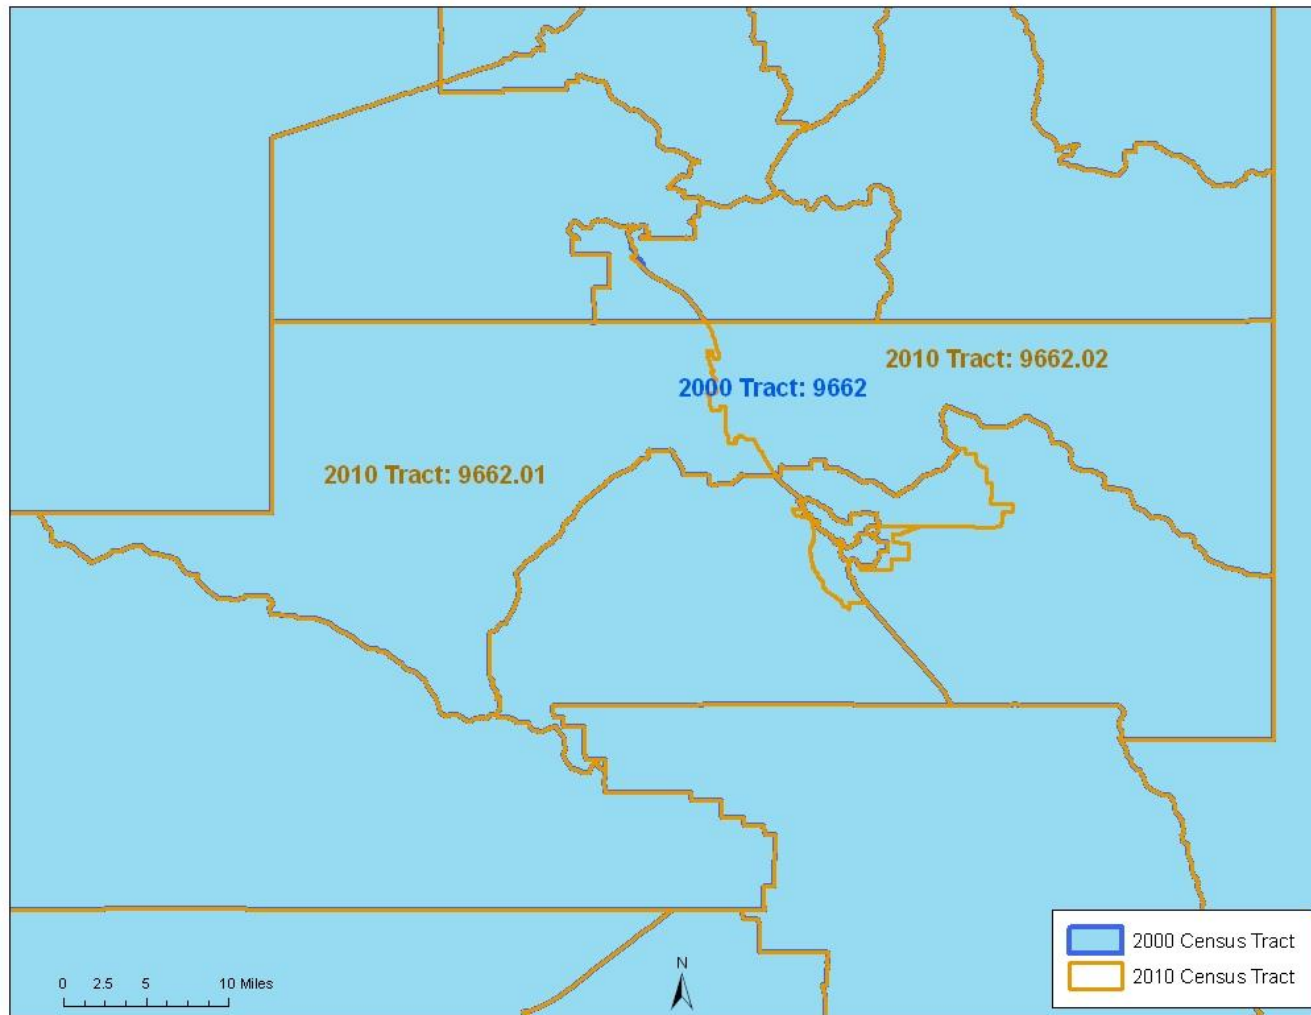 2010 Tract: 9662.02
2000 Tract: 9662
2010 Tract: 9662.01
2000 Census Tract
2010 Census Tract
0 2.5 5 10 Miles
N